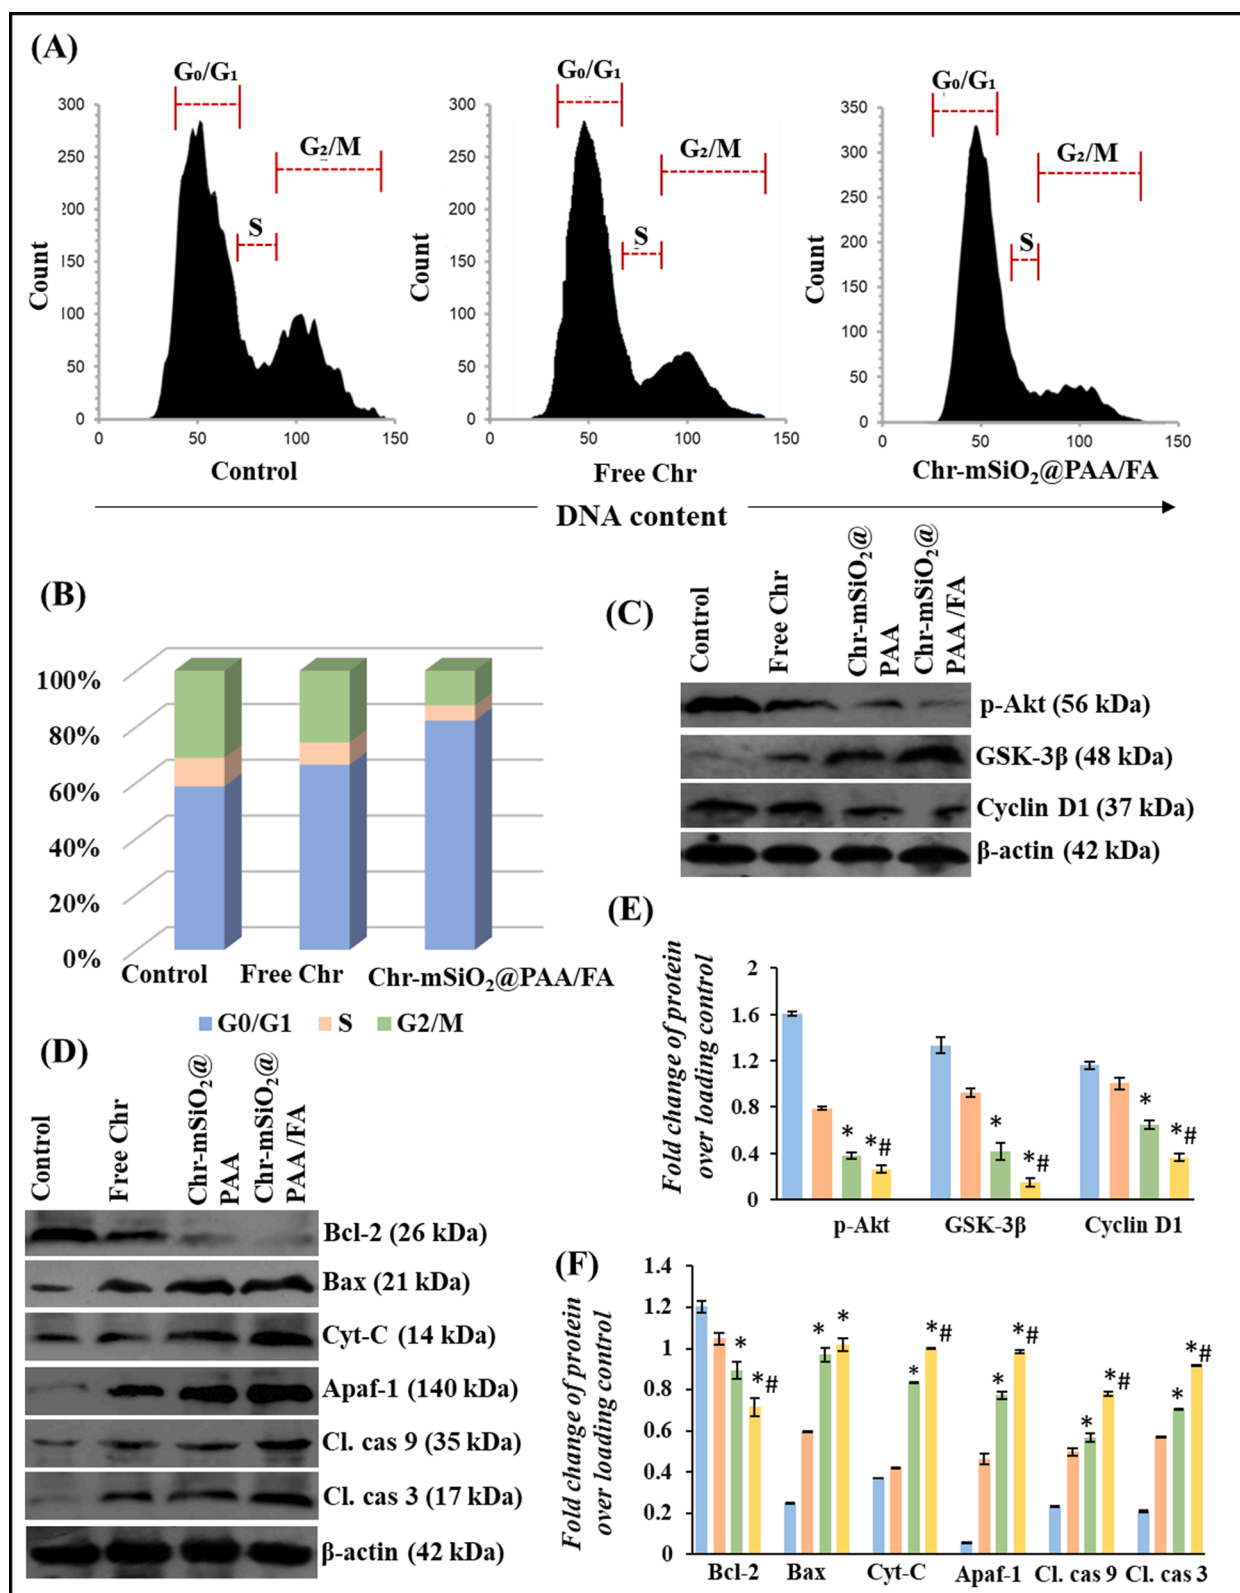 (A)
G₀/G₁
G₂/M
S
300
250
200
150
100
50
0
Count
0 50 100 150
Control
G₀/G₁
G₂/M
S
300
250
200
150
100
50
0
Count
0 50 100 150
Free Chr
G₀/G₁
G₂/M
S
350
300
250
200
150
100
50
0
Count
0 50 100 150
Chr-mSiO₂@PAA/FA
DNA content
(B)
100%
80%
60%
40%
20%
0%
Control Free Chr Chr-mSiO₂@PAA/FA
G0/G1 S G2/M
(C)
Control
Free Chr
Chr-mSiO₂@
PAA
Chr-mSiO₂@
PAA/FA
p-Akt (56 kDa)
GSK-3β (48 kDa)
Cyclin D1 (37 kDa)
β-actin (42 kDa)
(D)
Control
Free Chr
Chr-mSiO₂@
PAA
Chr-mSiO₂@
PAA/FA
Bcl-2 (26 kDa)
Bax (21 kDa)
Cyt-C (14 kDa)
Apaf-1 (140 kDa)
Cl. cas 9 (35 kDa)
Cl. cas 3 (17 kDa)
β-actin (42 kDa)
(E)
Fold change of protein
over loading control
2
1.6
1.2
0.8
0.4
0
* *# * *# * *#
p-Akt GSK-3β Cyclin D1
(F)
Fold change of protein
over loading control
1.4
1.2
1
0.8
0.6
0.4
0.2
0
* *# * * * *# * *# * *# * *#
Bcl-2 Bax Cyt-C Apaf-1 Cl. cas 9 Cl. cas 3